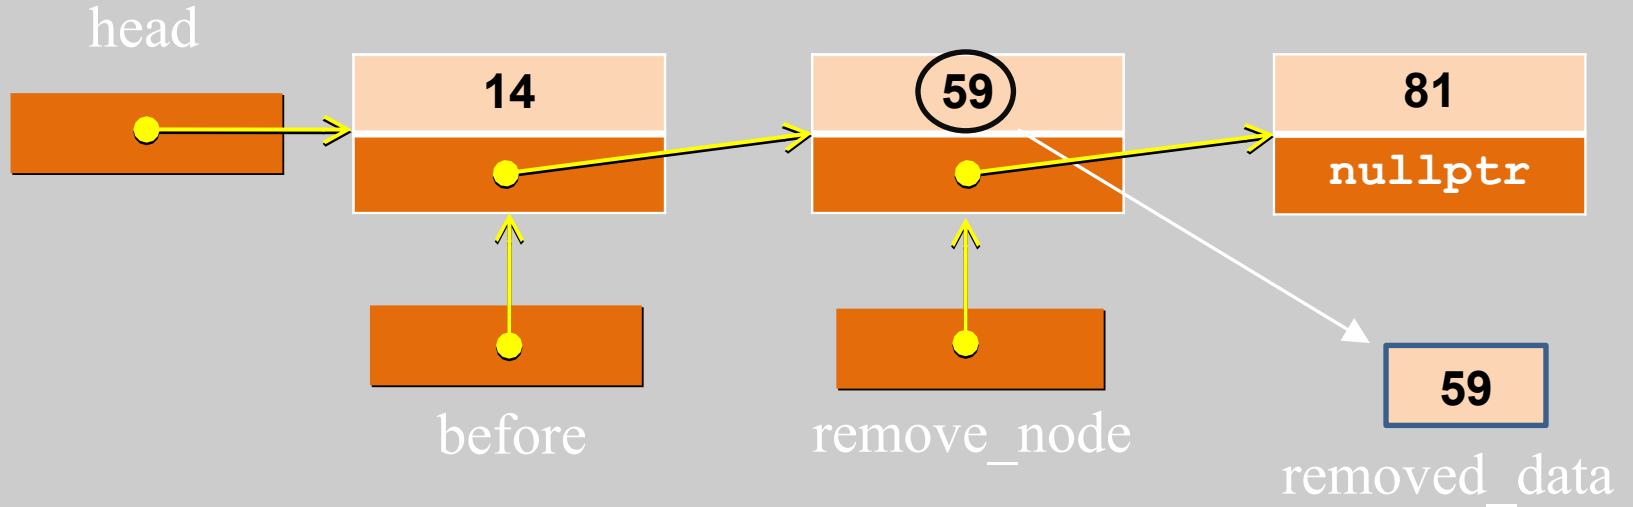 head
14
59
81
nullptr
before
remove_node
59
removed_data